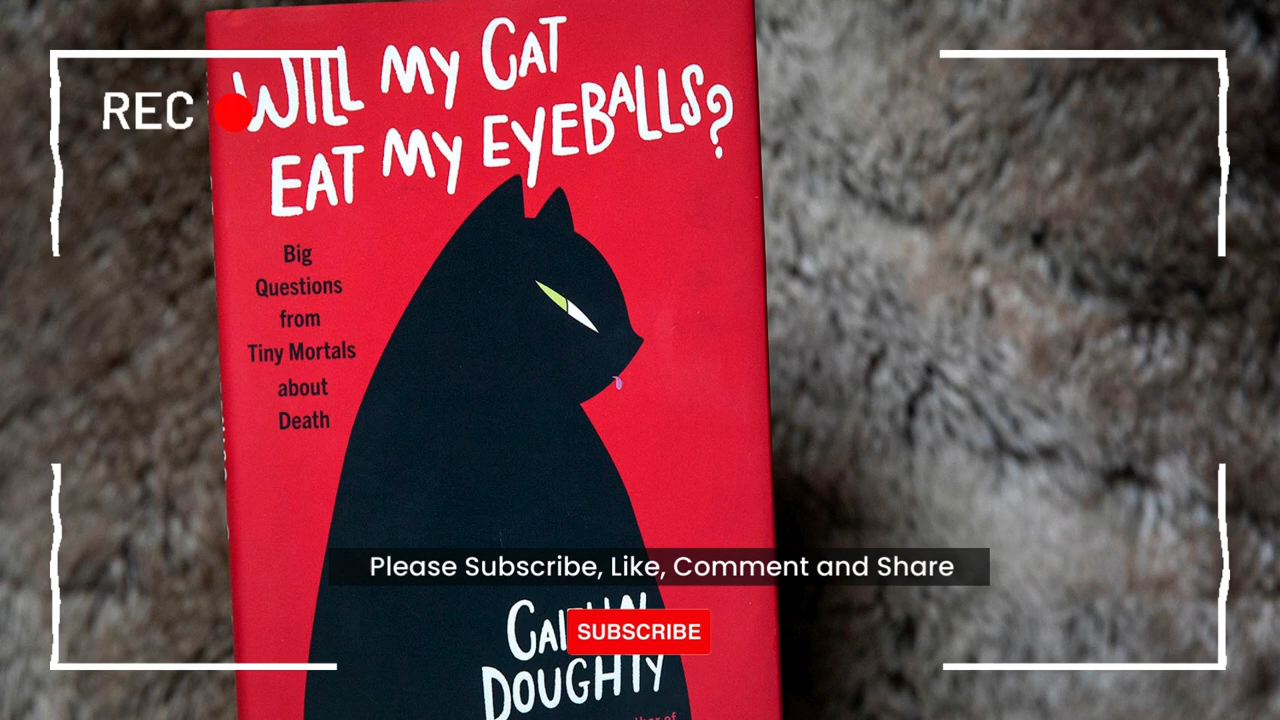 REC
WILL MY CAT
EAT MY EYEBALLS?
Big
Questions
from
Tiny Mortals
about
Death
Please Subscribe, Like, Comment and Share
SUBSCRIBE
DOUGHTY